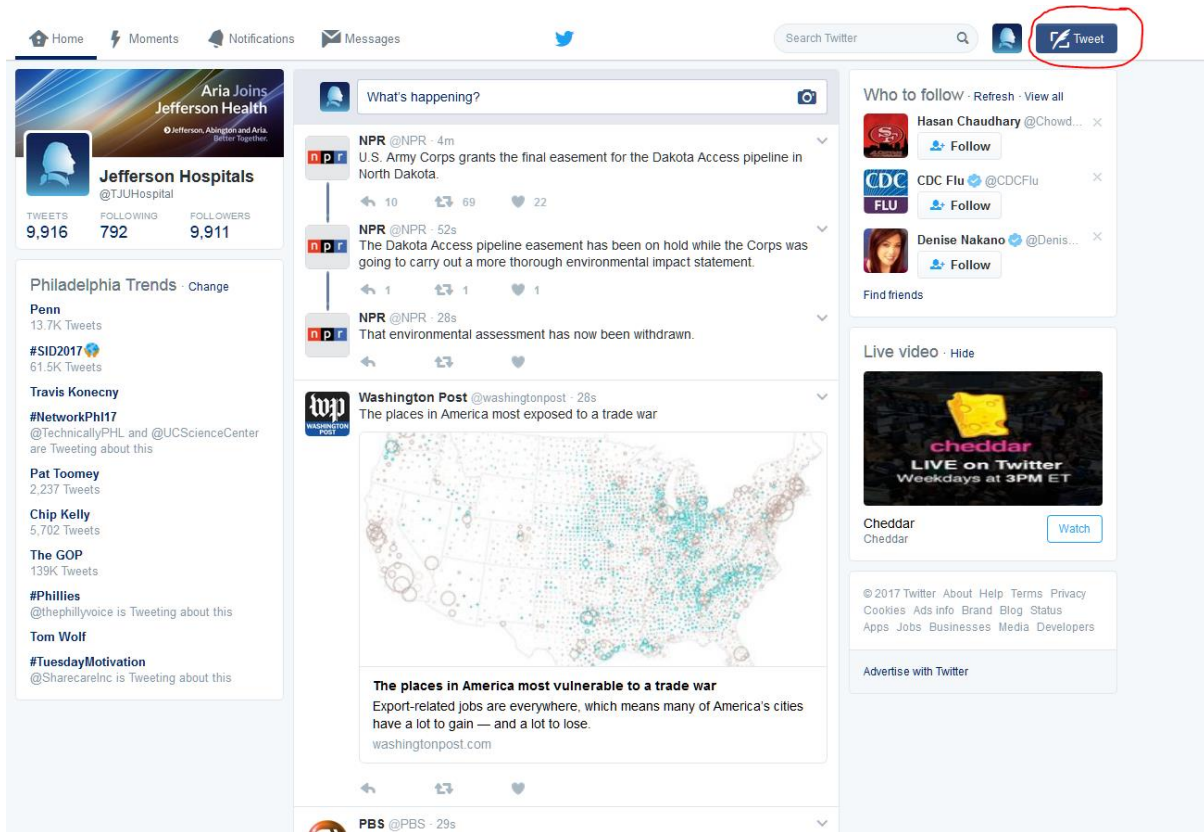 Home Moments Notifications Messages Search Twitter Tweet
Aria Joins
Jefferson Health
Jefferson, Abington and Aria.
Better Together.
Jefferson Hospitals
@TJUHospital
TWEETS FOLLOWING FOLLOWERS
9,916 792 9,911
Philadelphia Trends · Change
Penn
13.7K Tweets
#SID2017
61.5K Tweets
Travis Konecny
#NetworkPhl17
@TechnicallyPHL and @UCScienceCenter
are Tweeting about this
Pat Toomey
2,237 Tweets
Chip Kelly
5,702 Tweets
The GOP
139K Tweets
#Phillies
@thephillyvoice is Tweeting about this
Tom Wolf
#TuesdayMotivation
@SharecareInc is Tweeting about this
What's happening?
npr
NPR @NPR · 4m
U.S. Army Corps grants the final easement for the Dakota Access pipeline in
North Dakota.
10 69 22
npr
NPR @NPR · 52s
The Dakota Access pipeline easement has been on hold while the Corps was
going to carry out a more thorough environmental impact statement.
1 1 1
npr
NPR @NPR · 28s
That environmental assessment has now been withdrawn.
wp
WASHINGTON
POST
Washington Post @washingtonpost · 28s
The places in America most exposed to a trade war
The places in America most vulnerable to a trade war
Export-related jobs are everywhere, which means many of America's cities
have a lot to gain — and a lot to lose.
washingtonpost.com
PBS @PBS · 29s
Who to follow · Refresh · View all
SF
Hasan Chaudhary @Chowd...
Follow
CDC
FLU
CDC Flu @CDCFlu
Follow
Denise Nakano @Denis...
Follow
Find friends
Live video · Hide
cheddar
LIVE on Twitter
Weekdays at 3PM ET
Cheddar
Cheddar
Watch
© 2017 Twitter About Help Terms Privacy
Cookies Ads info Brand Blog Status
Apps Jobs Businesses Media Developers
Advertise with Twitter